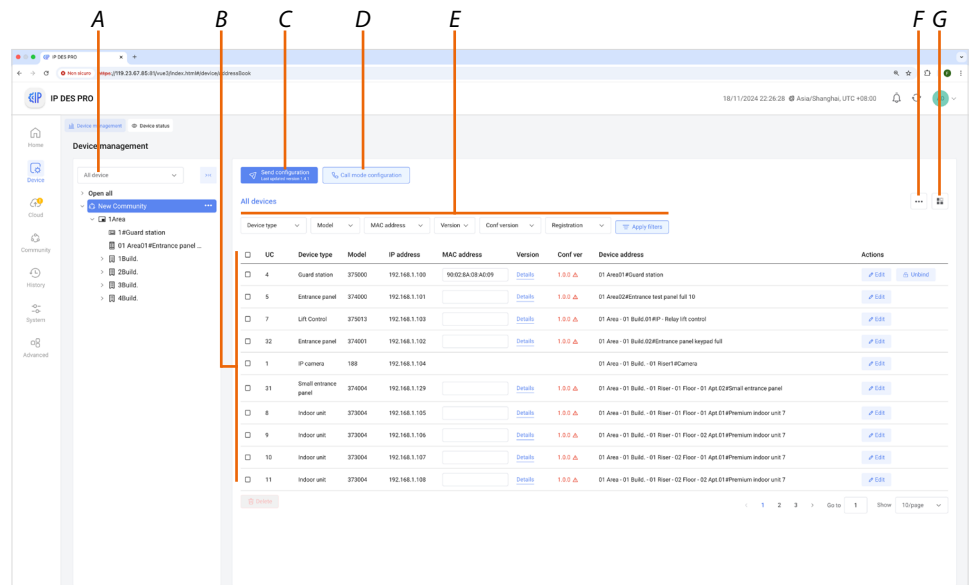 A B C D E F G
IP DES PRO
Not secure https://119.23.67.85:81/vue3/index.html#/device/addressBook
IP DES PRO
18/11/2024 22:26:28 Asia/Shanghai, UTC +08:00
Device management Device status
Home
Device management
Device
All device
Send configuration
Call mode configuration
Open all
New Community
All devices
Cloud
1Area
1#Guard station
Device type Model MAC address Version Conf version Registration Apply filters
01 Area01#Entrance panel ...
Community
1Build.
2Build.
3Build.
4Build.
History
System
Advanced
UC Device type Model IP address MAC address Version Conf ver Device address Actions
4 Guard station 375000 192.168.1.100 90:02:8A:08:A0:09 Details 1.0.0 01 Area01#Guard station Edit Unbind
5 Entrance panel 374000 192.168.1.101 Details 1.0.0 01 Area02#Entrance test panel full 10 Edit
7 Lift Control 375013 192.168.1.103 Details 1.0.0 01 Area - 01 Build.01#IP - Relay lift control Edit
32 Entrance panel 374001 192.168.1.102 Details 1.0.0 01 Area - 01 Build.02#Entrance panel keypad full Edit
1 IP camera 188 192.168.1.104 01 Area - 01 Build. - 01 Riser1#Camera Edit
31 Small entrance panel 374004 192.168.1.129 Details 1.0.0 01 Area - 01 Build. - 01 Riser - 01 Floor - 01 Apt.02#Small entrance panel Edit
8 Indoor unit 373004 192.168.1.105 Details 1.0.0 01 Area - 01 Build. - 01 Riser - 01 Floor - 01 Apt.01#Premium indoor unit 7 Edit
9 Indoor unit 373004 192.168.1.106 Details 1.0.0 01 Area - 01 Build. - 01 Riser - 01 Floor - 02 Apt.01#Premium indoor unit 7 Edit
10 Indoor unit 373004 192.168.1.107 Details 1.0.0 01 Area - 01 Build. - 01 Riser - 02 Floor - 01 Apt.01#Premium indoor unit 7 Edit
11 Indoor unit 373004 192.168.1.108 Details 1.0.0 01 Area - 01 Build. - 01 Riser - 02 Floor - 02 Apt.01#Premium indoor unit 7 Edit
Delete
1 2 3 Go to 1 Show 10/page